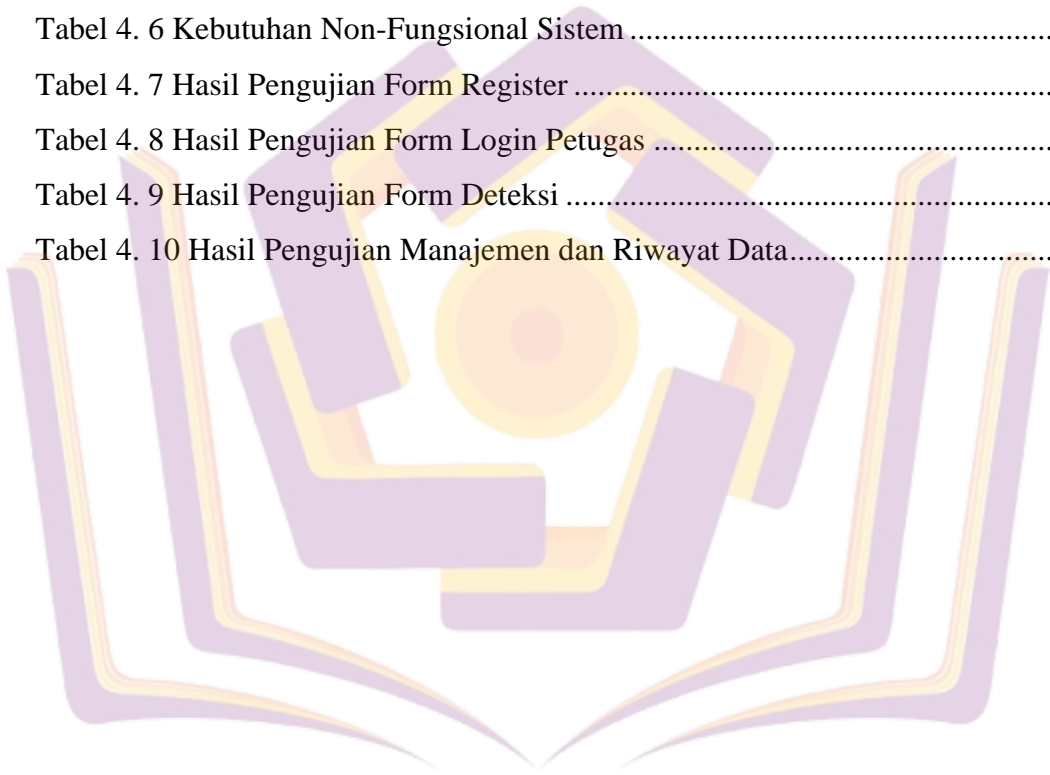 Tabel 4. 6 Kebutuhan Non-Fungsional Sistem ....................................................
Tabel 4. 7 Hasil Pengujian Form Register ...........................................................
Tabel 4. 8 Hasil Pengujian Form Login Petugas .................................................
Tabel 4. 9 Hasil Pengujian Form Deteksi ............................................................
Tabel 4. 10 Hasil Pengujian Manajemen dan Riwayat Data................................